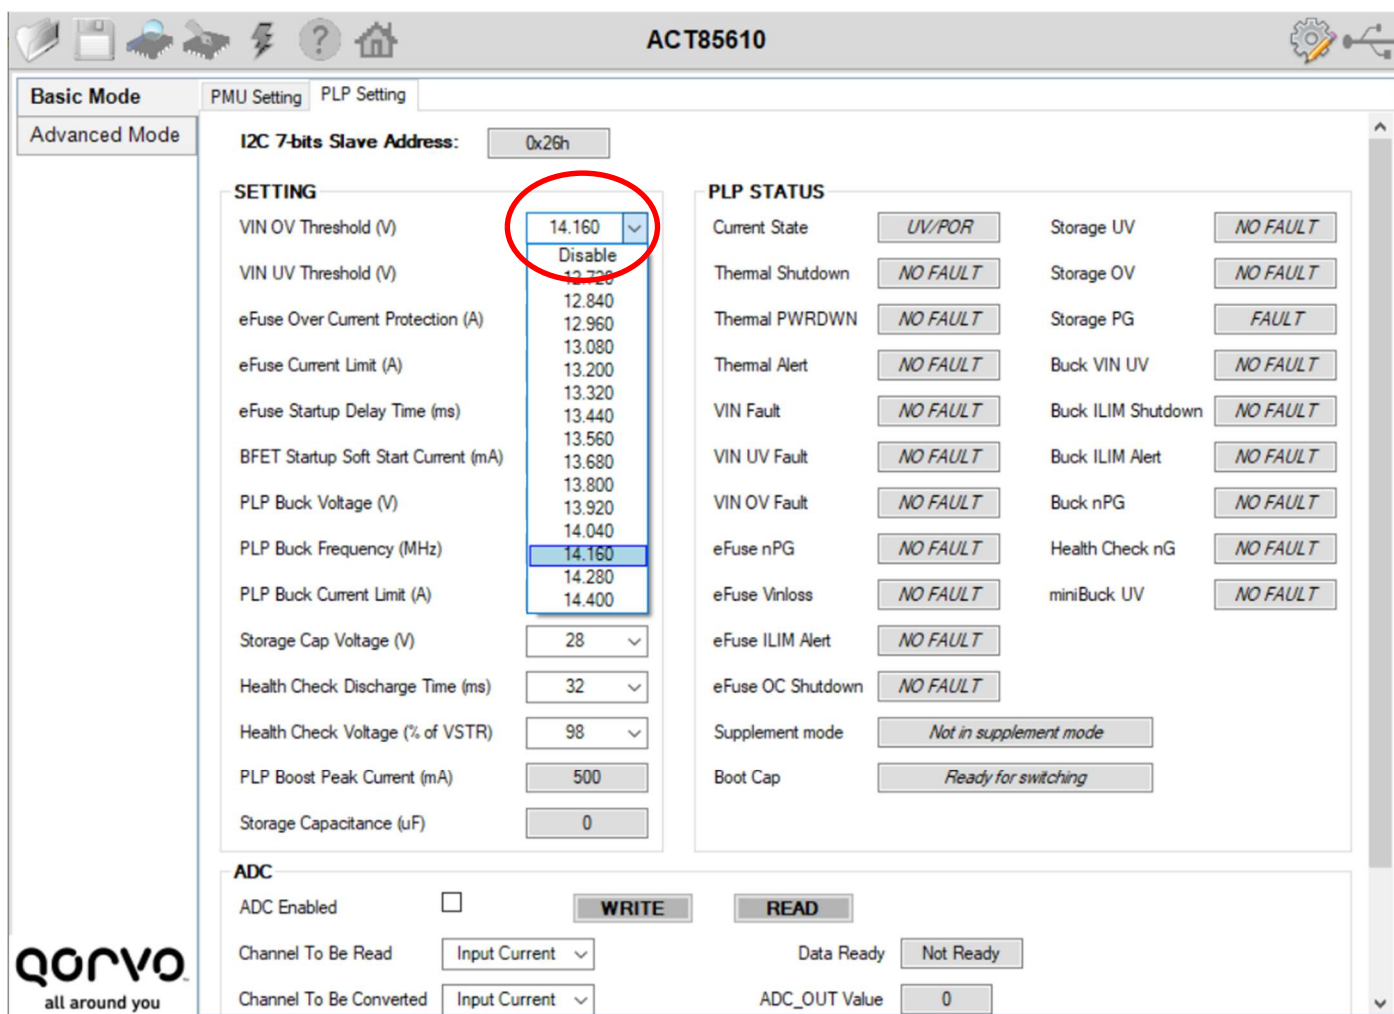 ACT85610
Basic Mode
Advanced Mode
PMU Setting
PLP Setting
I2C 7-bits Slave Address: 0x26h
SETTING
VIN OV Threshold (V) 14.160
VIN UV Threshold (V)
eFuse Over Current Protection (A)
eFuse Current Limit (A)
eFuse Startup Delay Time (ms)
BFET Startup Soft Start Current (mA)
PLP Buck Voltage (V)
PLP Buck Frequency (MHz)
PLP Buck Current Limit (A)
Disable
12.720
12.840
12.960
13.080
13.200
13.320
13.440
13.560
13.680
13.800
13.920
14.040
14.160
14.280
14.400
Storage Cap Voltage (V) 28
Health Check Discharge Time (ms) 32
Health Check Voltage (% of VSTR) 98
PLP Boost Peak Current (mA) 500
Storage Capacitance (uF) 0
PLP STATUS
Current State UV/POR
Thermal Shutdown NO FAULT
Thermal PWRDWN NO FAULT
Thermal Alert NO FAULT
VIN Fault NO FAULT
VIN UV Fault NO FAULT
VIN OV Fault NO FAULT
eFuse nPG NO FAULT
eFuse Vinloss NO FAULT
eFuse ILIM Alert NO FAULT
eFuse OC Shutdown NO FAULT
Supplement mode Not in supplement mode
Boot Cap Ready for switching
Storage UV NO FAULT
Storage OV NO FAULT
Storage PG FAULT
Buck VIN UV NO FAULT
Buck ILIM Shutdown NO FAULT
Buck ILIM Alert NO FAULT
Buck nPG NO FAULT
Health Check nG NO FAULT
miniBuck UV NO FAULT
ADC
ADC Enabled WRITE READ
Channel To Be Read Input Current Data Ready Not Ready
Channel To Be Converted Input Current ADC_OUT Value 0
QORVO
all around you